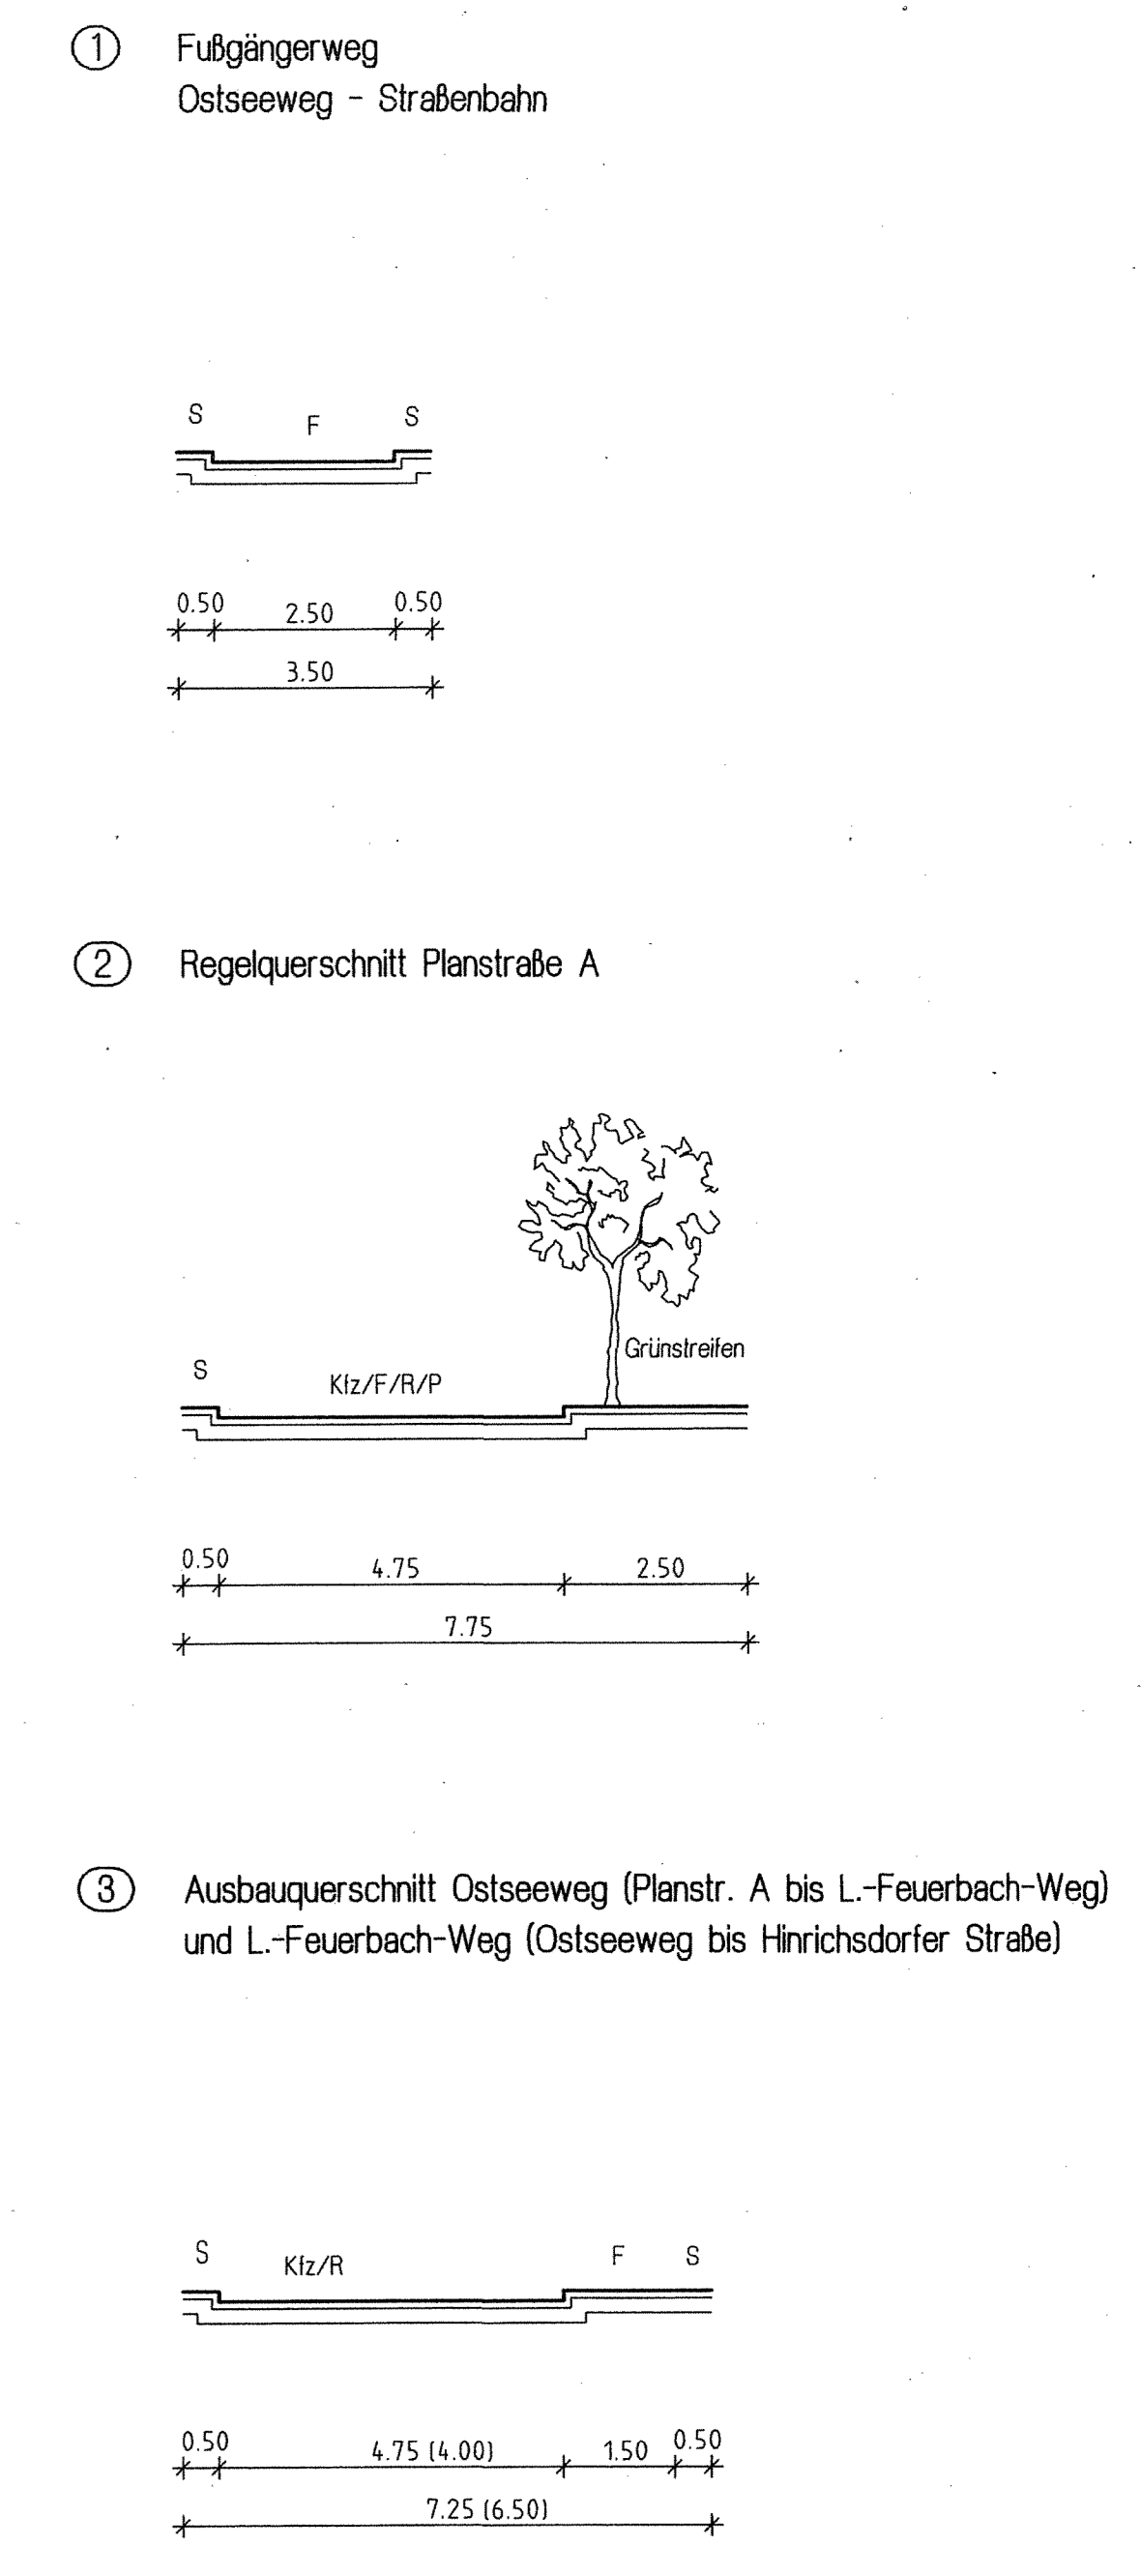 1 Fußgängerweg
Ostseeweg - Straßenbahn
S F S
0.50 2.50 0.50
3.50
2 Regelquerschnitt Planstraße A
Grünstreifen
S Kfz/F/R/P
0.50 4.75 2.50
7.75
3 Ausbauquerschnitt Ostseeweg (Planstr. A bis L.-Feuerbach-Weg)
und L.-Feuerbach-Weg (Ostseeweg bis Hinrichsdorfer Straße)
S Kfz/R F S
0.50 4.75 (4.00) 1.50 0.50
7.25 (6.50)